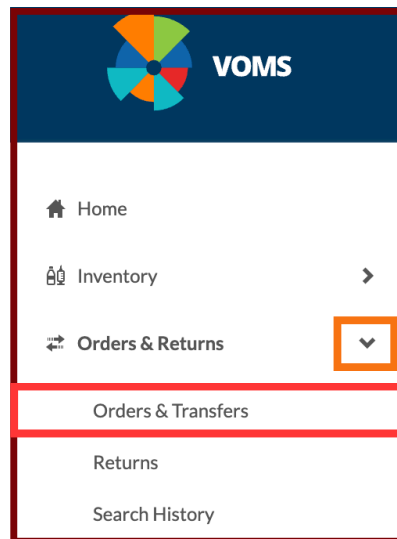 VOMS
Home
Inventory
Orders & Returns
Orders & Transfers
Returns
Search History